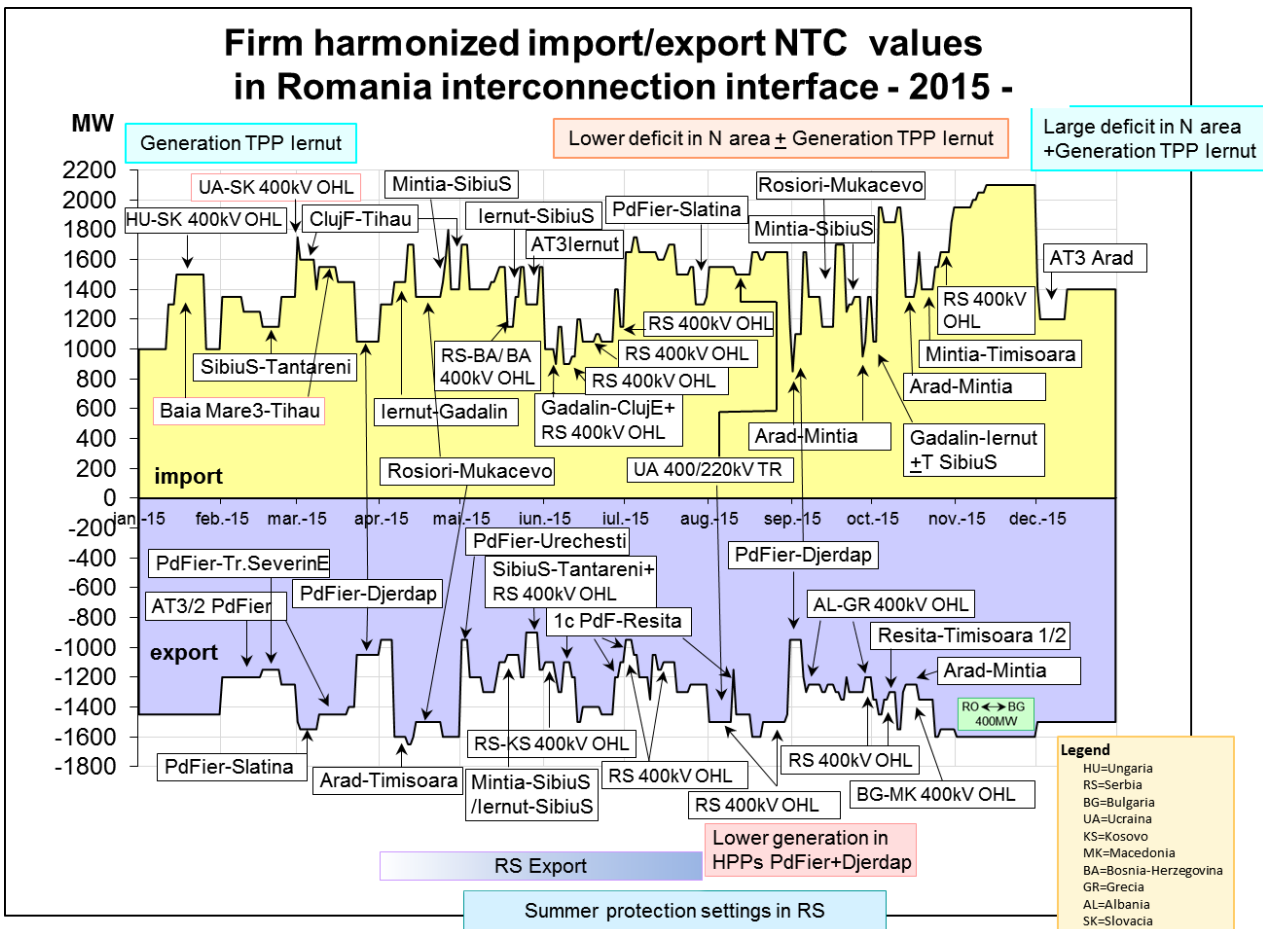 Firm harmonized import/export NTC values
in Romania interconnection interface - 2015 -
MW
Generation TPP Iernut
Lower deficit in N area + Generation TPP Iernut
Large deficit in N area
+Generation TPP Iernut
2200
2000
1800
1600
1400
1200
1000
800
600
400
200
0
-200
-400
-600
-800
-1000
-1200
-1400
-1600
-1800
UA-SK 400kV OHL
HU-SK 400kV OHL
ClujF-Tihau
Mintia-SibiuS
Iernut-SibiuS
AT3Iernut
PdFier-Slatina
Rosiori-Mukacevo
Mintia-SibiuS
AT3 Arad
RS 400kV
OHL
SibiuS-Tantareni
RS-BA/ BA
400kV OHL
RS 400kV OHL
RS 400kV OHL
RS 400kV OHL
Mintia-Timisoara
Arad-Mintia
Baia Mare3-Tihau
Iernut-Gadalin
Gadalin-ClujE+
RS 400kV OHL
Arad-Mintia
Gadalin-Iernut
+T SibiuS
import
Rosiori-Mukacevo
UA 400/220kV TR
jan.-15
feb.-15
mar.-15
apr.-15
mai.-15
iun.-15
iul.-15
aug.-15
sep.-15
oct.-15
nov.-15
dec.-15
PdFier-Tr.SeverinE
PdFier-Urechesti
PdFier-Djerdap
SibiuS-Tantareni+
RS 400kV OHL
PdFier-Djerdap
AT3/2 PdFier
1c PdF-Resita
AL-GR 400kV OHL
Resita-Timisoara 1/2
Arad-Mintia
export
RO BG
400MW
PdFier-Slatina
Arad-Timisoara
RS-KS 400kV OHL
Mintia-SibiuS
/Iernut-SibiuS
RS 400kV OHL
RS 400kV OHL
RS 400kV OHL
BG-MK 400kV OHL
Lower generation in
HPPs PdFier+Djerdap
RS Export
Summer protection settings in RS
Legend
HU=Ungaria
RS=Serbia
BG=Bulgaria
UA=Ucraina
KS=Kosovo
MK=Macedonia
BA=Bosnia-Herzegovina
GR=Grecia
AL=Albania
SK=Slovacia